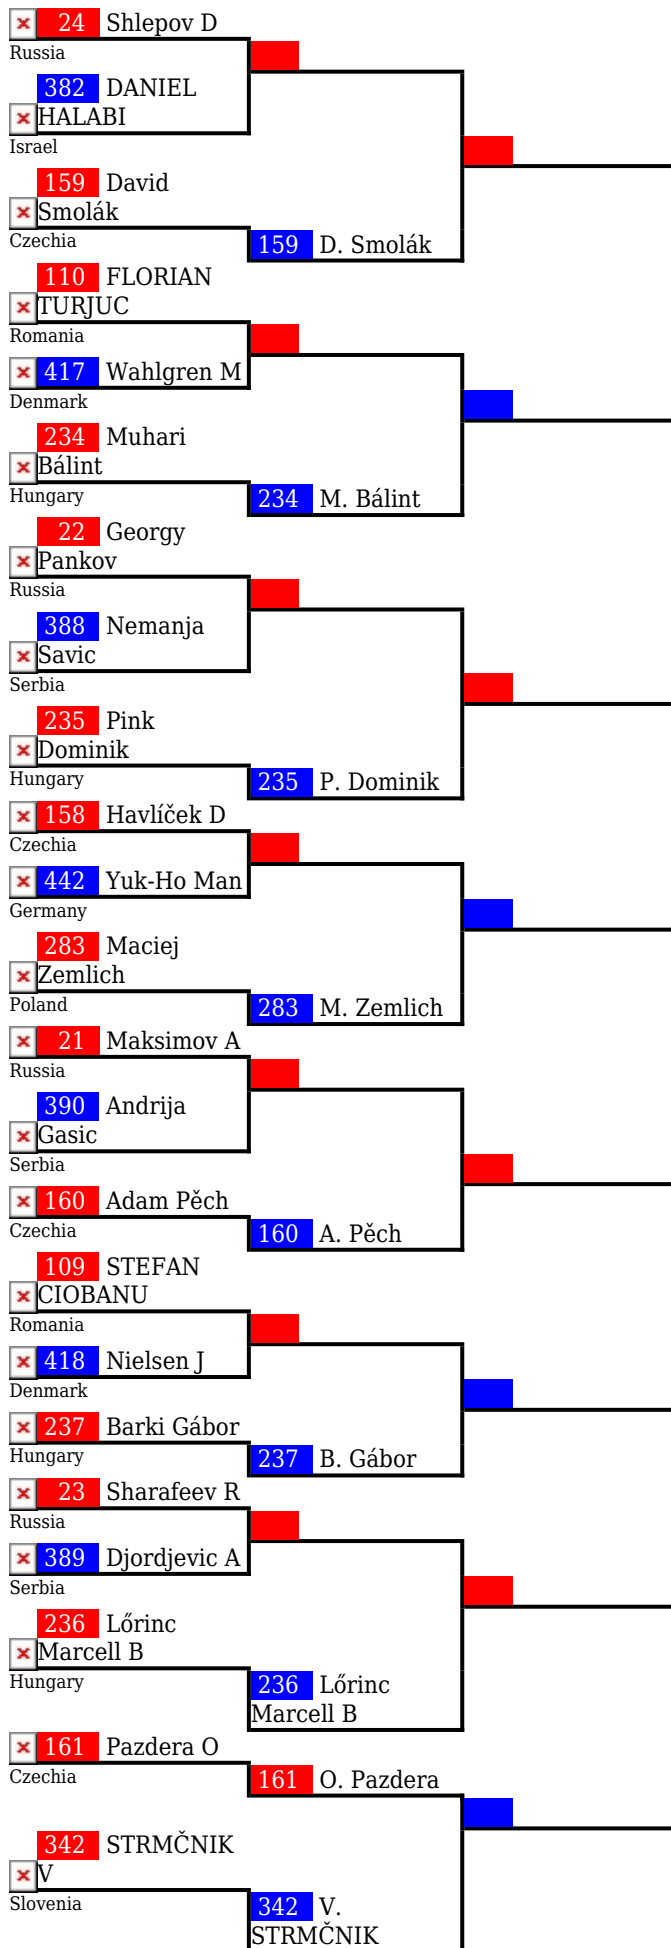 24 Shlepov D
Russia
382 DANIEL
HALABI
Israel
159 David
Smolák
Czechia
159 D. Smolák
110 FLORIAN
TURJUC
Romania
417 Wahlgren M
Denmark
234 Muhari
Bálint
Hungary
234 M. Bálint
22 Georgy
Pankov
Russia
388 Nemanja
Savic
Serbia
235 Pink
Dominik
Hungary
235 P. Dominik
158 Havlíček D
Czechia
442 Yuk-Ho Man
Germany
283 Maciej
Zemlich
Poland
283 M. Zemlich
21 Maksimov A
Russia
390 Andrija
Gasic
Serbia
160 Adam Pěch
Czechia
160 A. Pěch
109 STEFAN
CIOBANU
Romania
418 Nielsen J
Denmark
237 Barki Gábor
Hungary
237 B. Gábor
23 Sharafeev R
Russia
389 Djordjevic A
Serbia
236 Lőrinc
Marcell B
Hungary
236 Lőrinc
Marcell B
161 Pazdera O
Czechia
161 O. Pazdera
342 STRMČNIK
V
Slovenia
342 V.
STRMČNIK